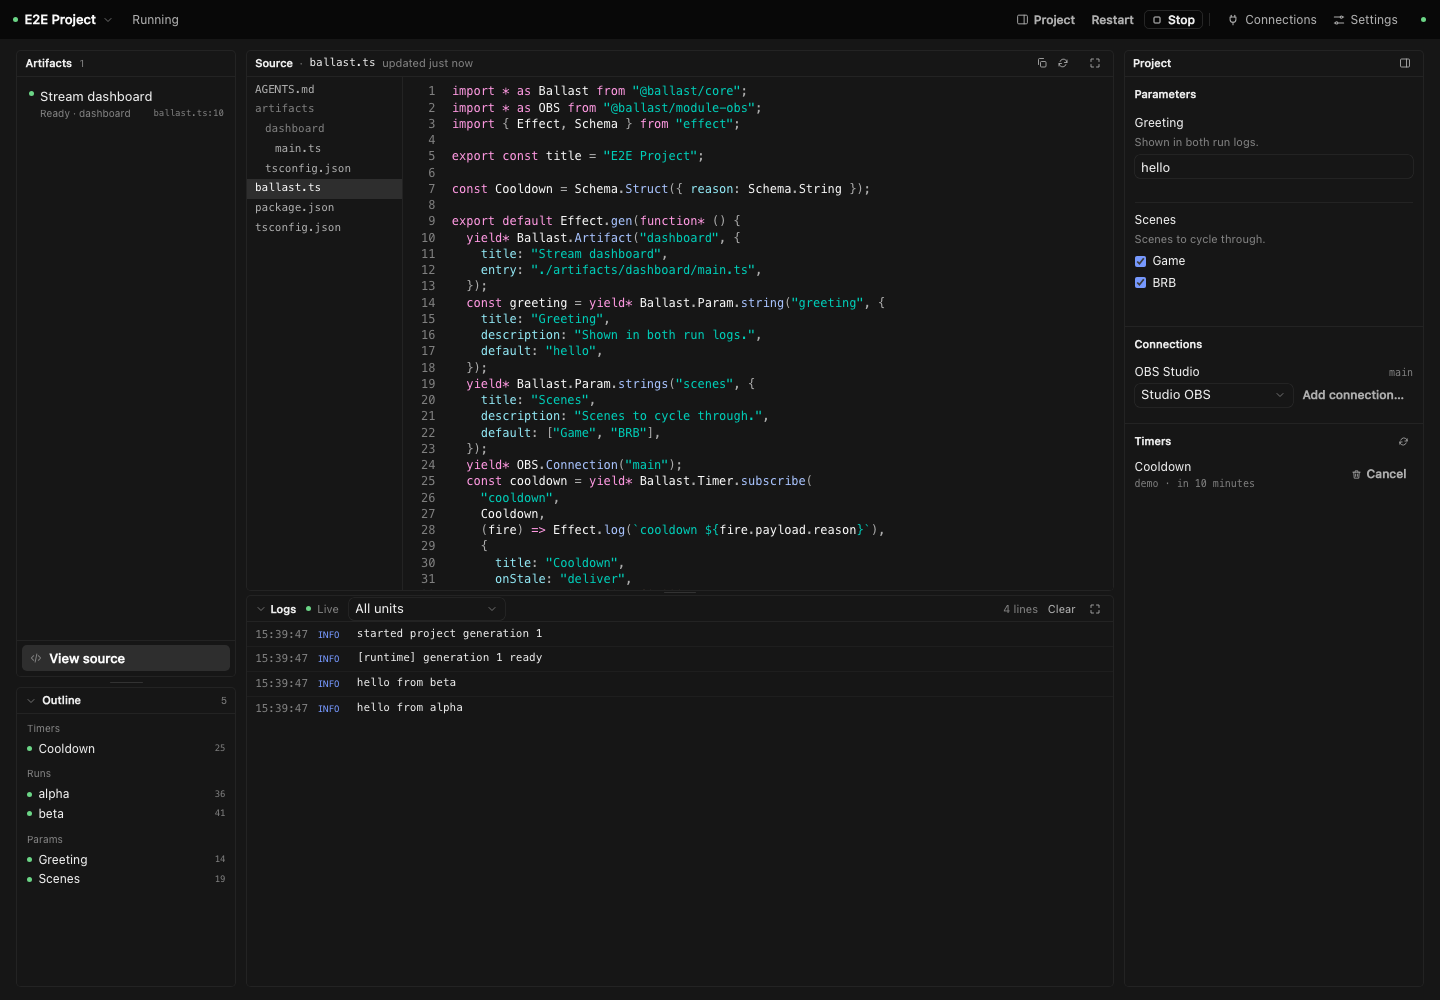 E2E Project
Running
Project
Restart
Stop
Connections
Settings
Artifacts 1
Stream dashboard
Ready · dashboard ballast.ts:10
View source
Outline 5
Timers
Cooldown 25
Runs
alpha 36
beta 41
Params
Greeting 14
Scenes 19
Source · ballast.ts updated just now
AGENTS.md
artifacts
dashboard
main.ts
tsconfig.json
ballast.ts
package.json
tsconfig.json
1 import * as Ballast from "@ballast/core";
2 import * as OBS from "@ballast/module-obs";
3 import { Effect, Schema } from "effect";
4
5 export const title = "E2E Project";
6
7 const Cooldown = Schema.Struct({ reason: Schema.String });
8
9 export default Effect.gen(function* () {
10 yield* Ballast.Artifact("dashboard", {
11 title: "Stream dashboard",
12 entry: "./artifacts/dashboard/main.ts",
13 });
14 const greeting = yield* Ballast.Param.string("greeting", {
15 title: "Greeting",
16 description: "Shown in both run logs.",
17 default: "hello",
18 });
19 yield* Ballast.Param.strings("scenes", {
20 title: "Scenes",
21 description: "Scenes to cycle through.",
22 default: ["Game", "BRB"],
23 });
24 yield* OBS.Connection("main");
25 const cooldown = yield* Ballast.Timer.subscribe(
26 "cooldown",
27 Cooldown,
28 (fire) => Effect.log(`cooldown ${fire.payload.reason}`),
29 {
30 title: "Cooldown",
31 onStale: "deliver",
Logs Live All units 4 lines Clear
15:39:47 INFO started project generation 1
15:39:47 INFO [runtime] generation 1 ready
15:39:47 INFO hello from beta
15:39:47 INFO hello from alpha
Project
Parameters
Greeting
Shown in both run logs.
hello
Scenes
Scenes to cycle through.
Game
BRB
Connections
OBS Studio main
Studio OBS Add connection...
Timers
Cooldown
demo · in 10 minutes
Cancel